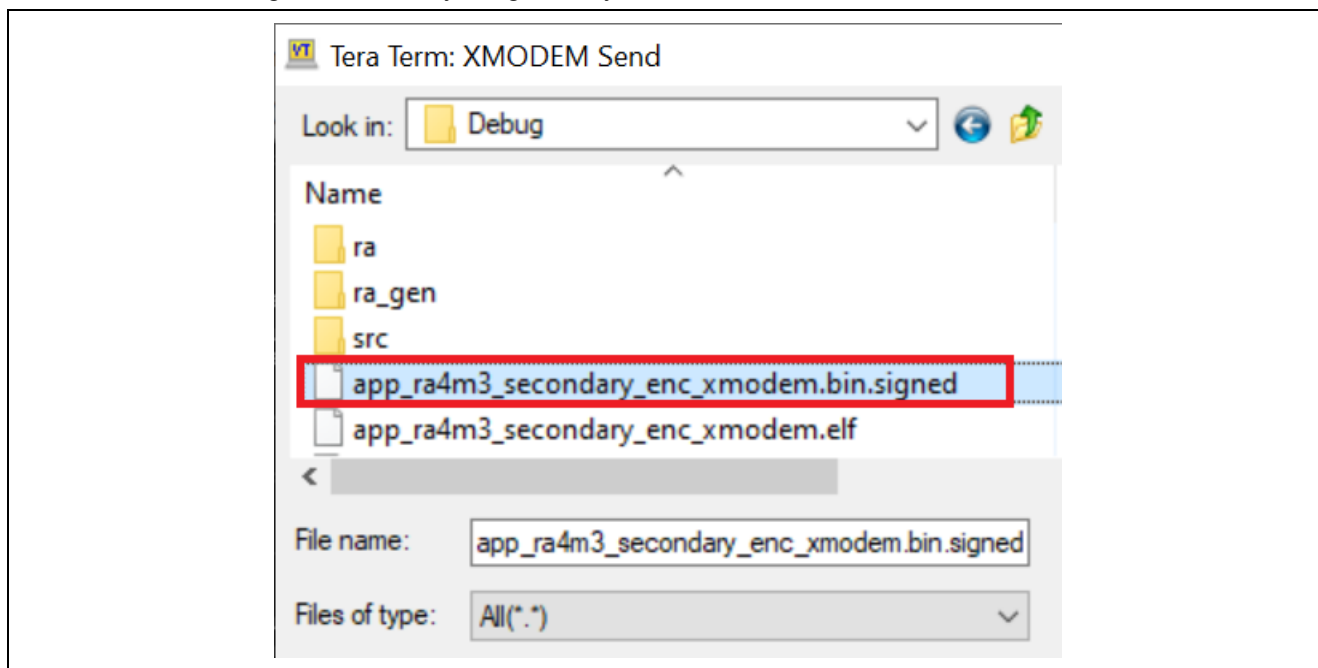 VT Tera Term: XMODEM Send
Look in: Debug
Name
ra
ra_gen
src
app_ra4m3_secondary_enc_xmodem.bin.signed
app_ra4m3_secondary_enc_xmodem.elf
File name: app_ra4m3_secondary_enc_xmodem.bin.signed
Files of type: All(*.*)